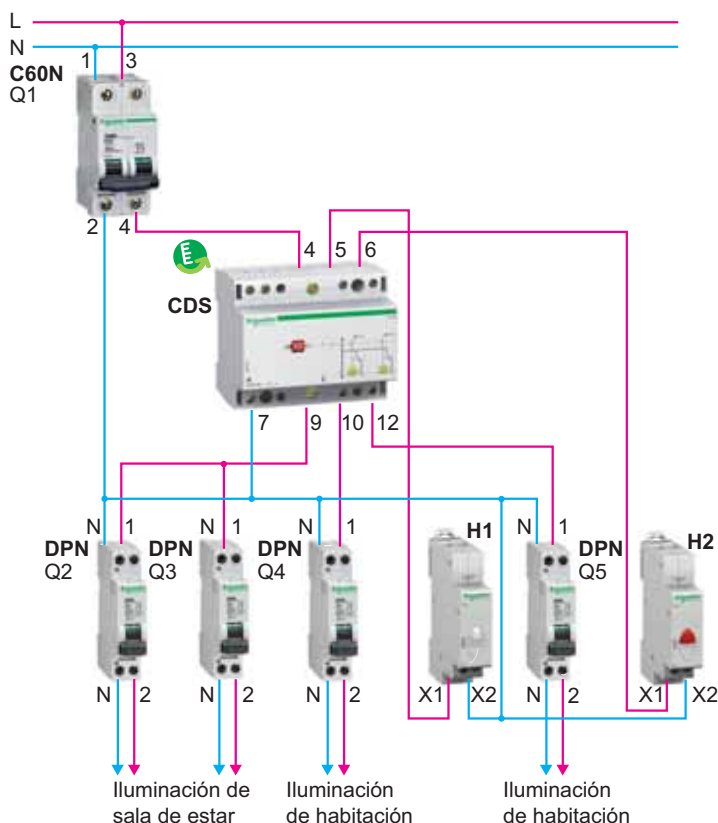 L
N
1 3
C60N
Q1
2 4
4 5 6
CDS
7 9 10 12
N 1
DPN
Q2
N 1
DPN
Q3
N 1
DPN
Q4
H1
N 1
DPN
Q5
H2
N 2
N 2
N 2
X1 X2
N 2
X1 X2
Iluminación de
sala de estar
Iluminación
de habitación
Iluminación
de habitación